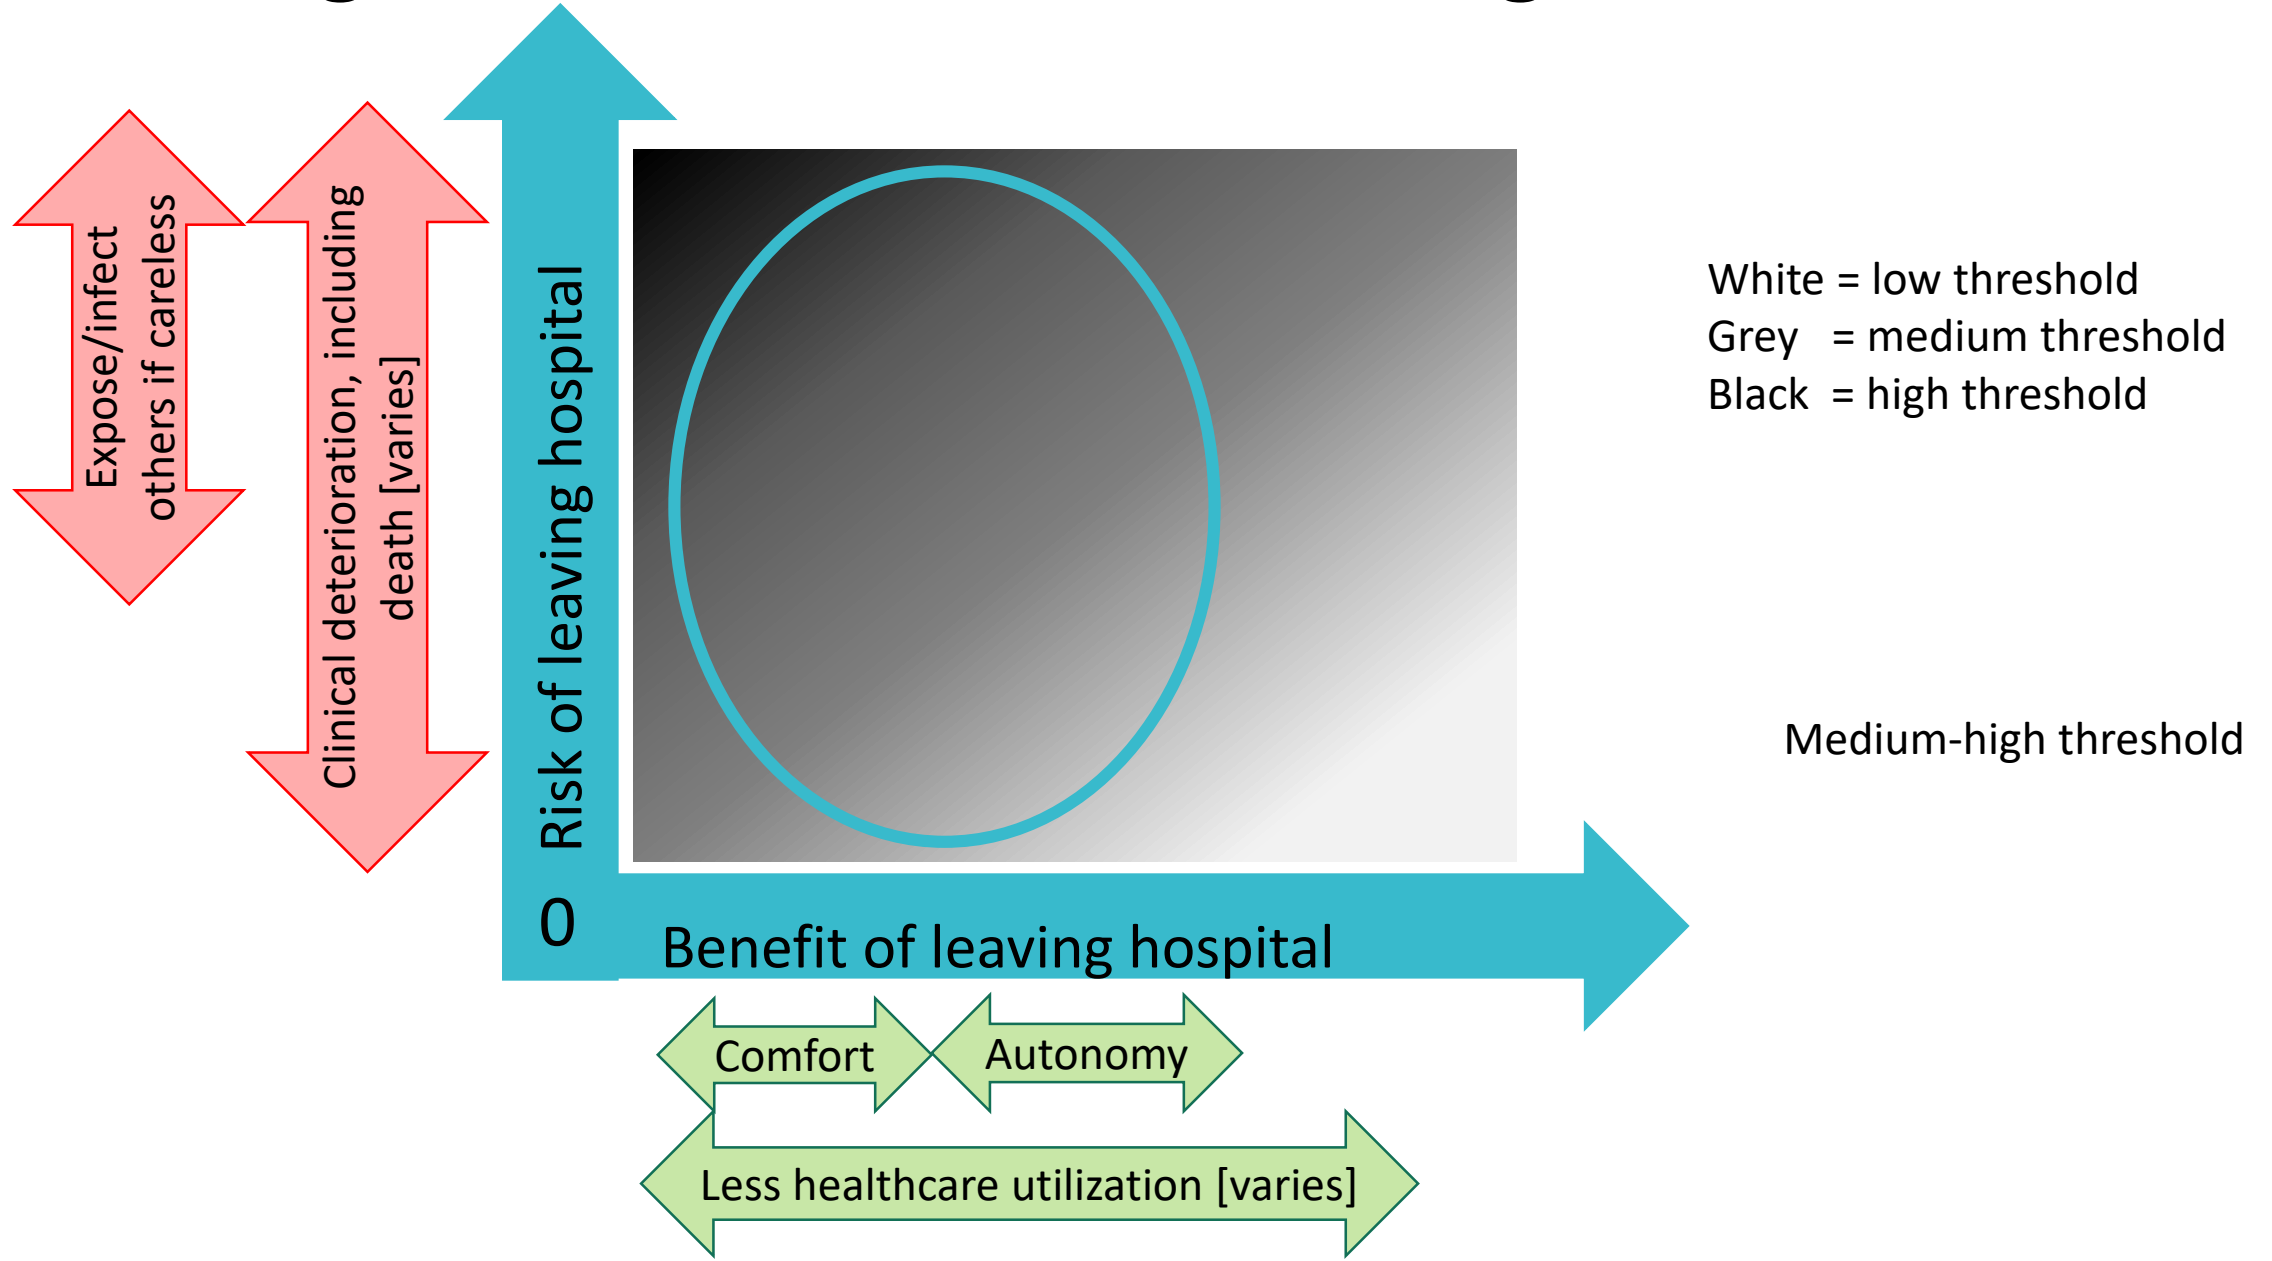 Expose/infect
others if careless
Clinical deterioration, including
death [varies]
Risk of leaving hospital
0
Benefit of leaving hospital
White = low threshold
Grey = medium threshold
Black = high threshold
Medium-high threshold
Comfort
Autonomy
Less healthcare utilization [varies]